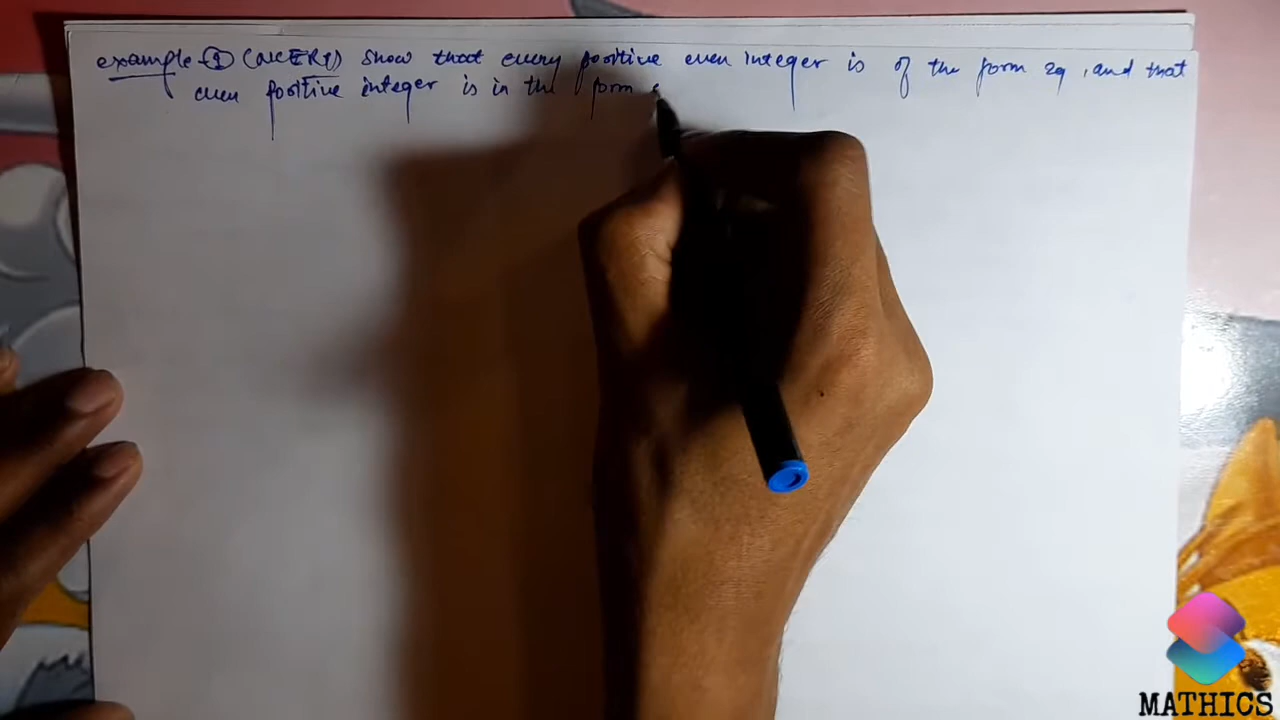 example ① (NCERT) Show that every positive even integer is of the form 2q, and that
even positive integer is in the form
MATHICS